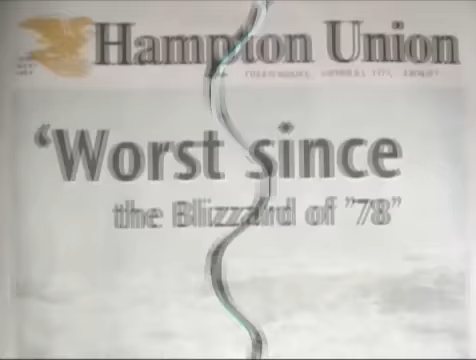 Hampton Union
‘Worst since
the Blizzard of ”78”